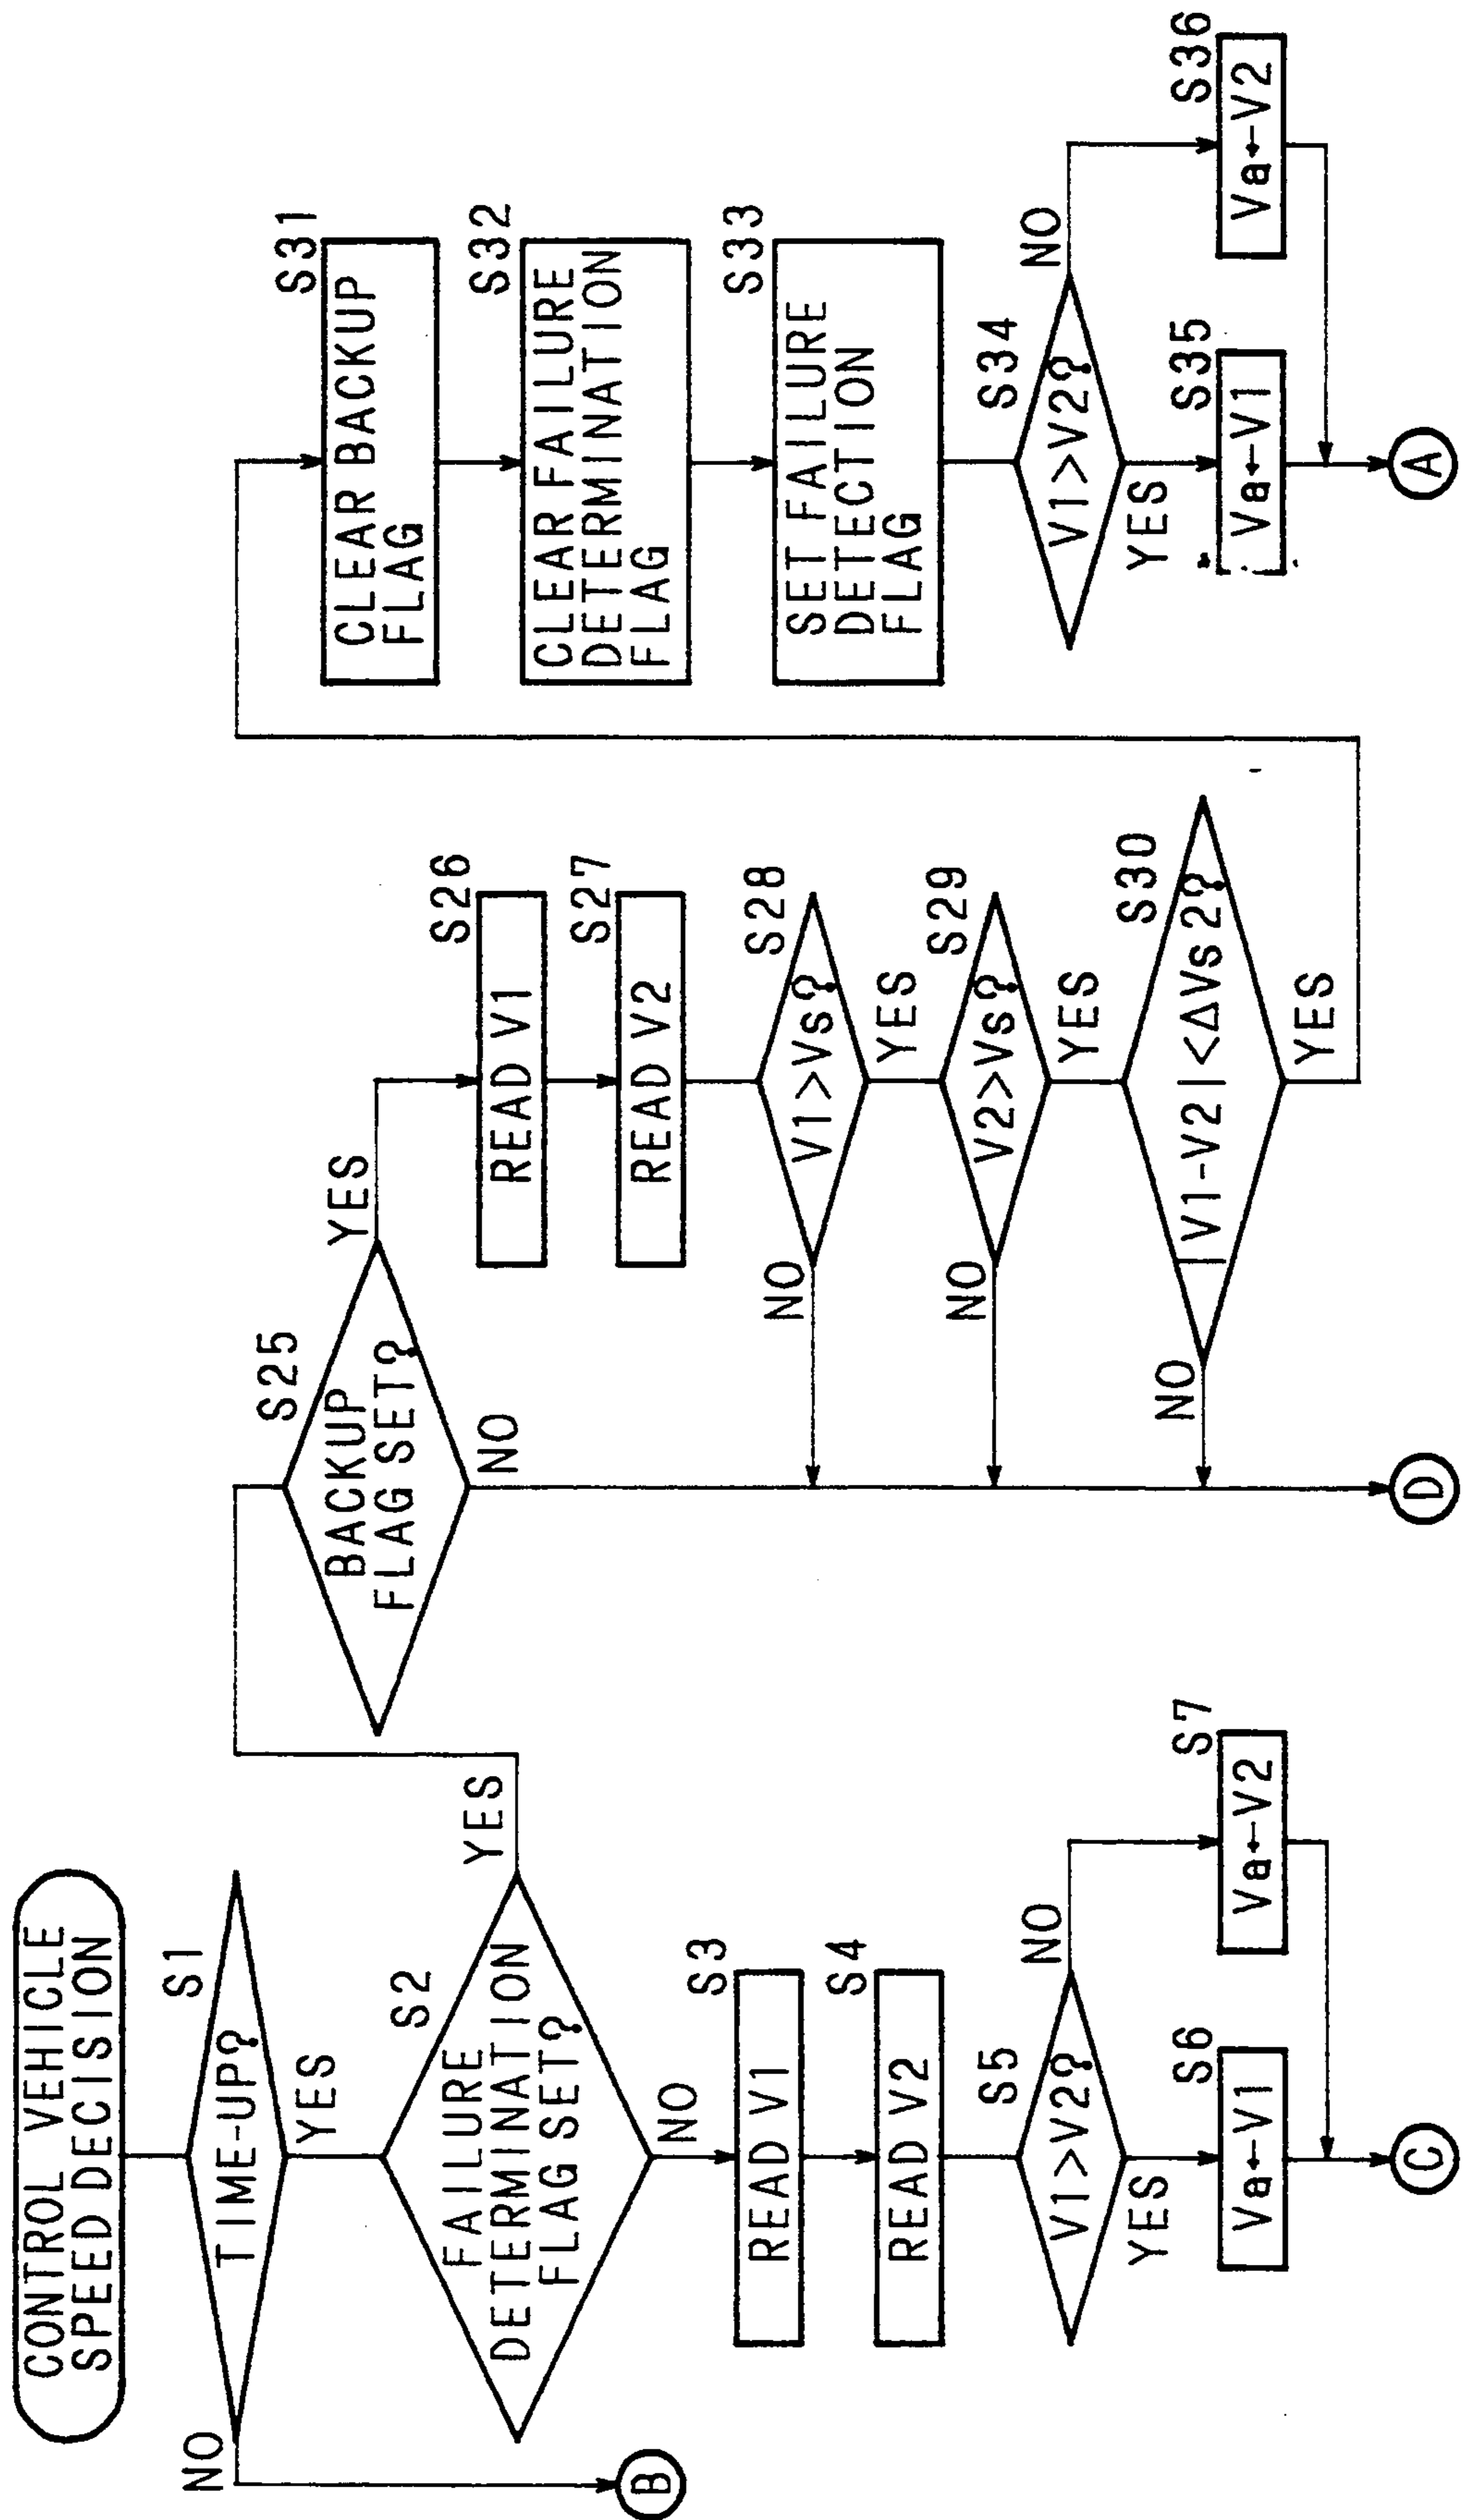 CONTROL VEHICLE
SPEED DECISION
S1
TIME-UP?
NO
YES
B
S2
FAILURE
DETERMINATION
FLAG SET?
YES
NO
S3
READ V1
S4
READ V2
S5
V1>V2?
NO
YES
S6
Va←V1
S7
Va←V2
C
S25
BACKUP
FLAG SET?
YES
NO
S26
READ V1
S27
READ V2
S28
V1>Vs?
NO
YES
S29
V2>Vs?
NO
YES
S30
|V1-V2|<ΔVs2?
NO
YES
D
S31
CLEAR BACKUP
FLAG
S32
CLEAR FAILURE
DETERMINATION
FLAG
S33
SET FAILURE
DETECTION
FLAG
S34
V1>V2?
NO
YES
S35
Va←V1
S36
Va←V2
A